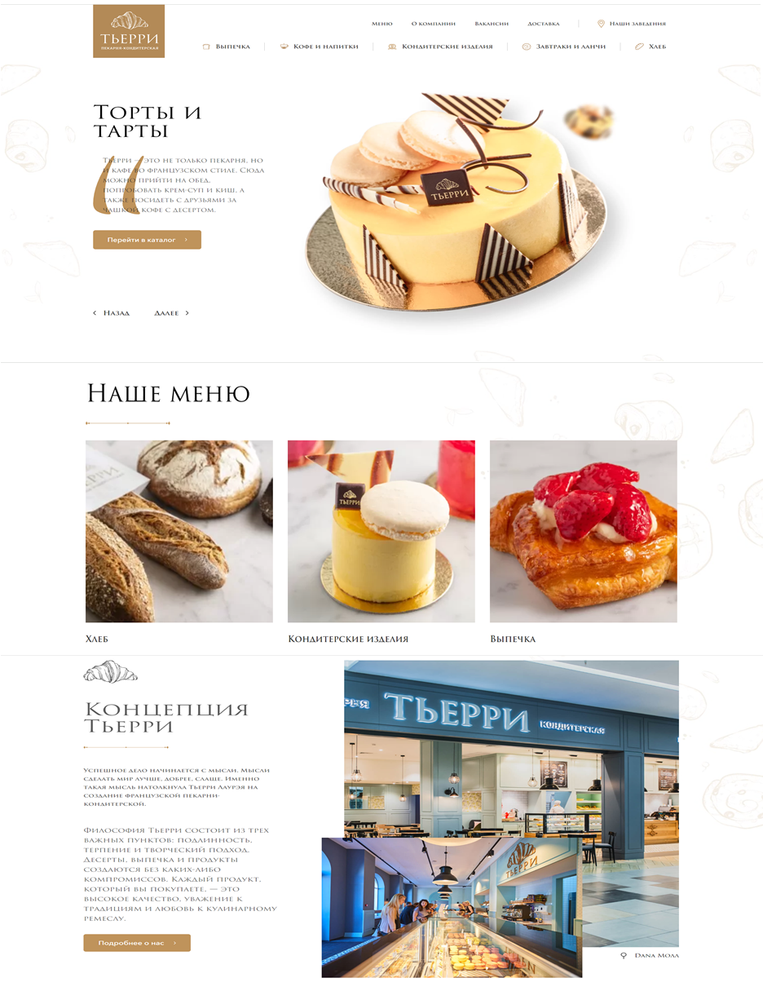 ТЬЕРРИ
ПЕКАРНЯ-КОНДИТЕРСКАЯ
Меню О компании Вакансии Доставка Наши заведения
Выпечка Кофе и напитки Кондитерские изделия Завтраки и ланчи Хлеб
Торты и
тарты
Тьерри – это не только пекарня, но
и кафе во французском стиле. Сюда
можно прийти на обед,
попробовать крем-суп и киш, а
также посидеть с друзьями за
чашкой кофе с десертом.
Перейти в каталог
Назад Далее
ТЬЕРРИ
Наше меню
ТЬЕРРИ
Хлеб
Кондитерские изделия
Выпечка
Концепция
Тьерри
Успешное дело начинается с мысли. Мысли
сделать мир лучше, добрее, слаще. Именно
такая мысль натолкнула Тьерри Лаурэя на
создание французской пекарни-
кондитерской.
Философия Тьерри состоит из трех
важных пунктов: подлинность,
терпение и творческий подход.
Десерты, выпечка и продукты
создаются без каких-либо
компромиссов. Каждый продукт,
который вы покупаете, — это
высокое качество, уважение к
традициям и любовь к кулинарному
ремеслу.
Подробнее о нас
РНЯ ТЬЕРРИ КОНДИТЕРСКАЯ
ТЬЕРРИ
Dana Молл